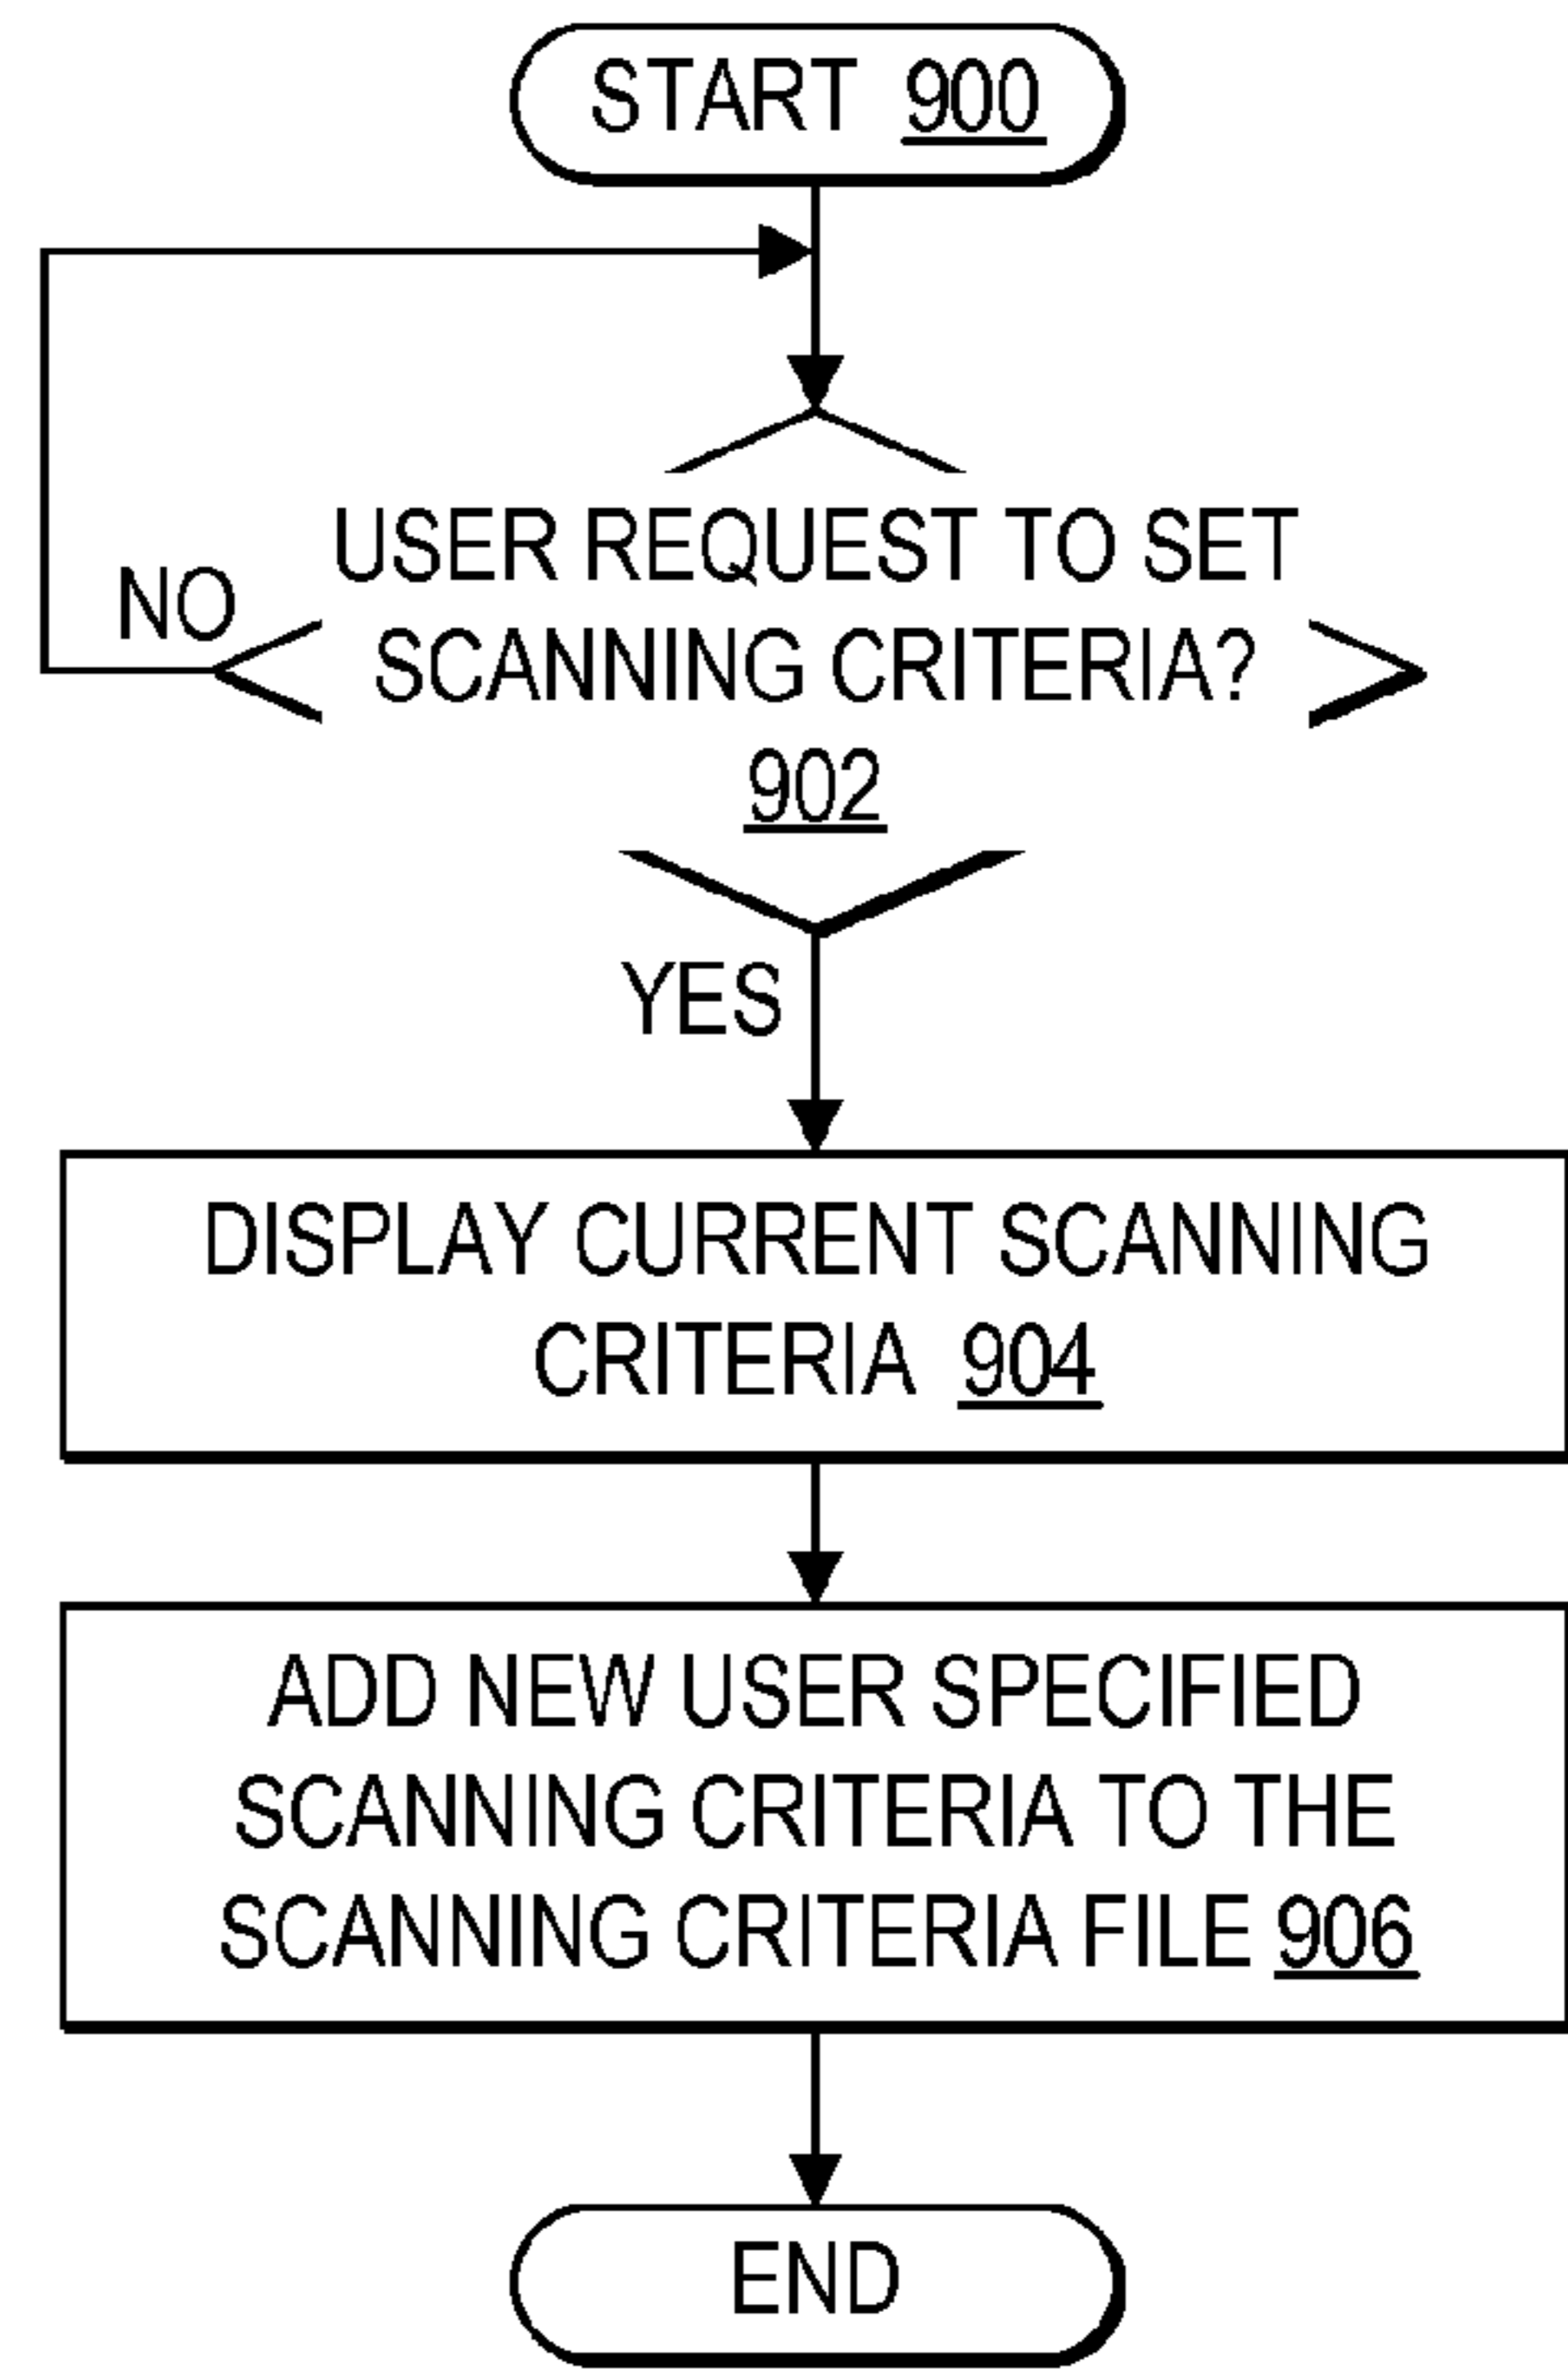 START 900
USER REQUEST TO SET
NO
SCANNING CRITERIA?
902
YES
DISPLAY CURRENT SCANNING
CRITERIA 904
ADD NEW USER SPECIFIED
SCANNING CRITERIA TO THE
SCANNING CRITERIA FILE 906
END